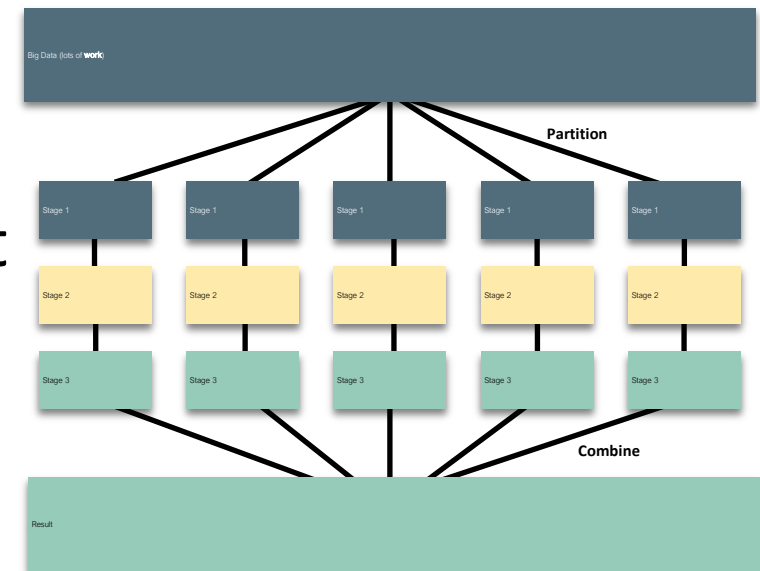 Big Data (lots of work)
Partition
Stage 1 Stage 1 Stage 1 Stage 1 Stage 1
t
Stage 2 Stage 2 Stage 2 Stage 2 Stage 2
Stage 3 Stage 3 Stage 3 Stage 3 Stage 3
Combine
Result